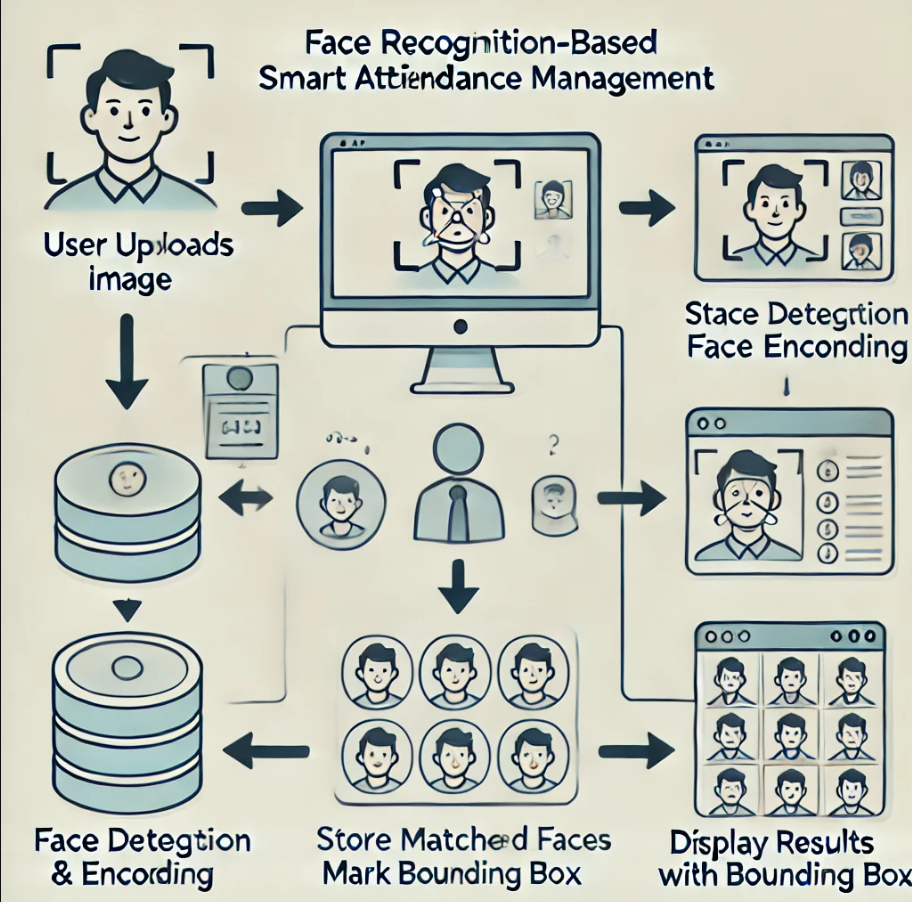 Face Recognition-Based
Smart Attiendance Management
User Uploads
image
Stace Detegrtion
Face Enconding
?
Face Detegtion
& Encording
Store Matched Faces
Mark Bounding Box
Display Results
with Bounding Box